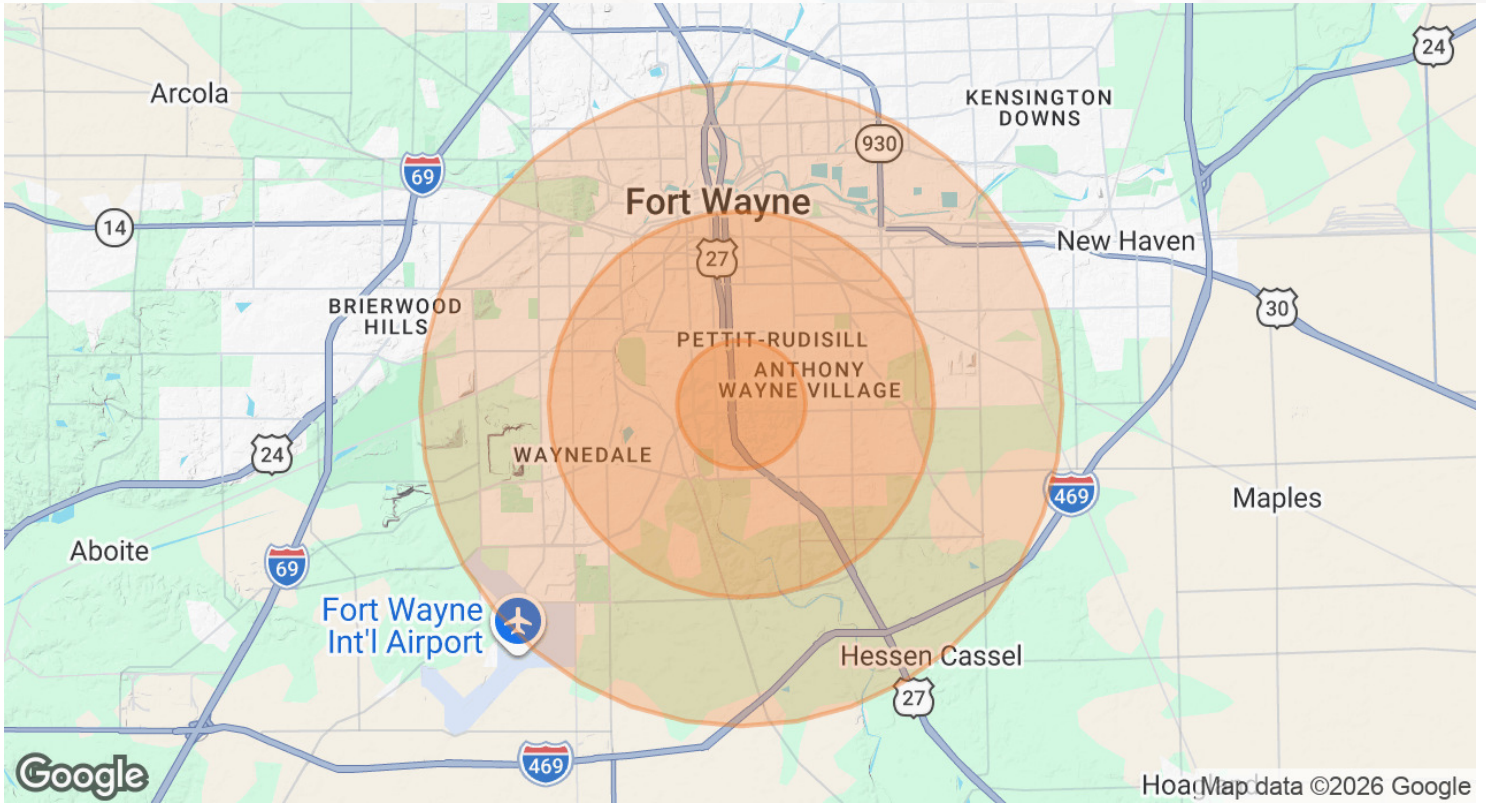 24
Arcola
KENSINGTON
DOWNS
930
69
Fort Wayne
14
New Haven
27
BRIERWOOD
HILLS
30
PETTIT-RUDISILL
ANTHONY
WAYNE VILLAGE
24
WAYNEDALE
469
Maples
Aboite
69
Fort Wayne
Int'l Airport
Hessen Cassel
27
469
Google
Map data ©2026 Google